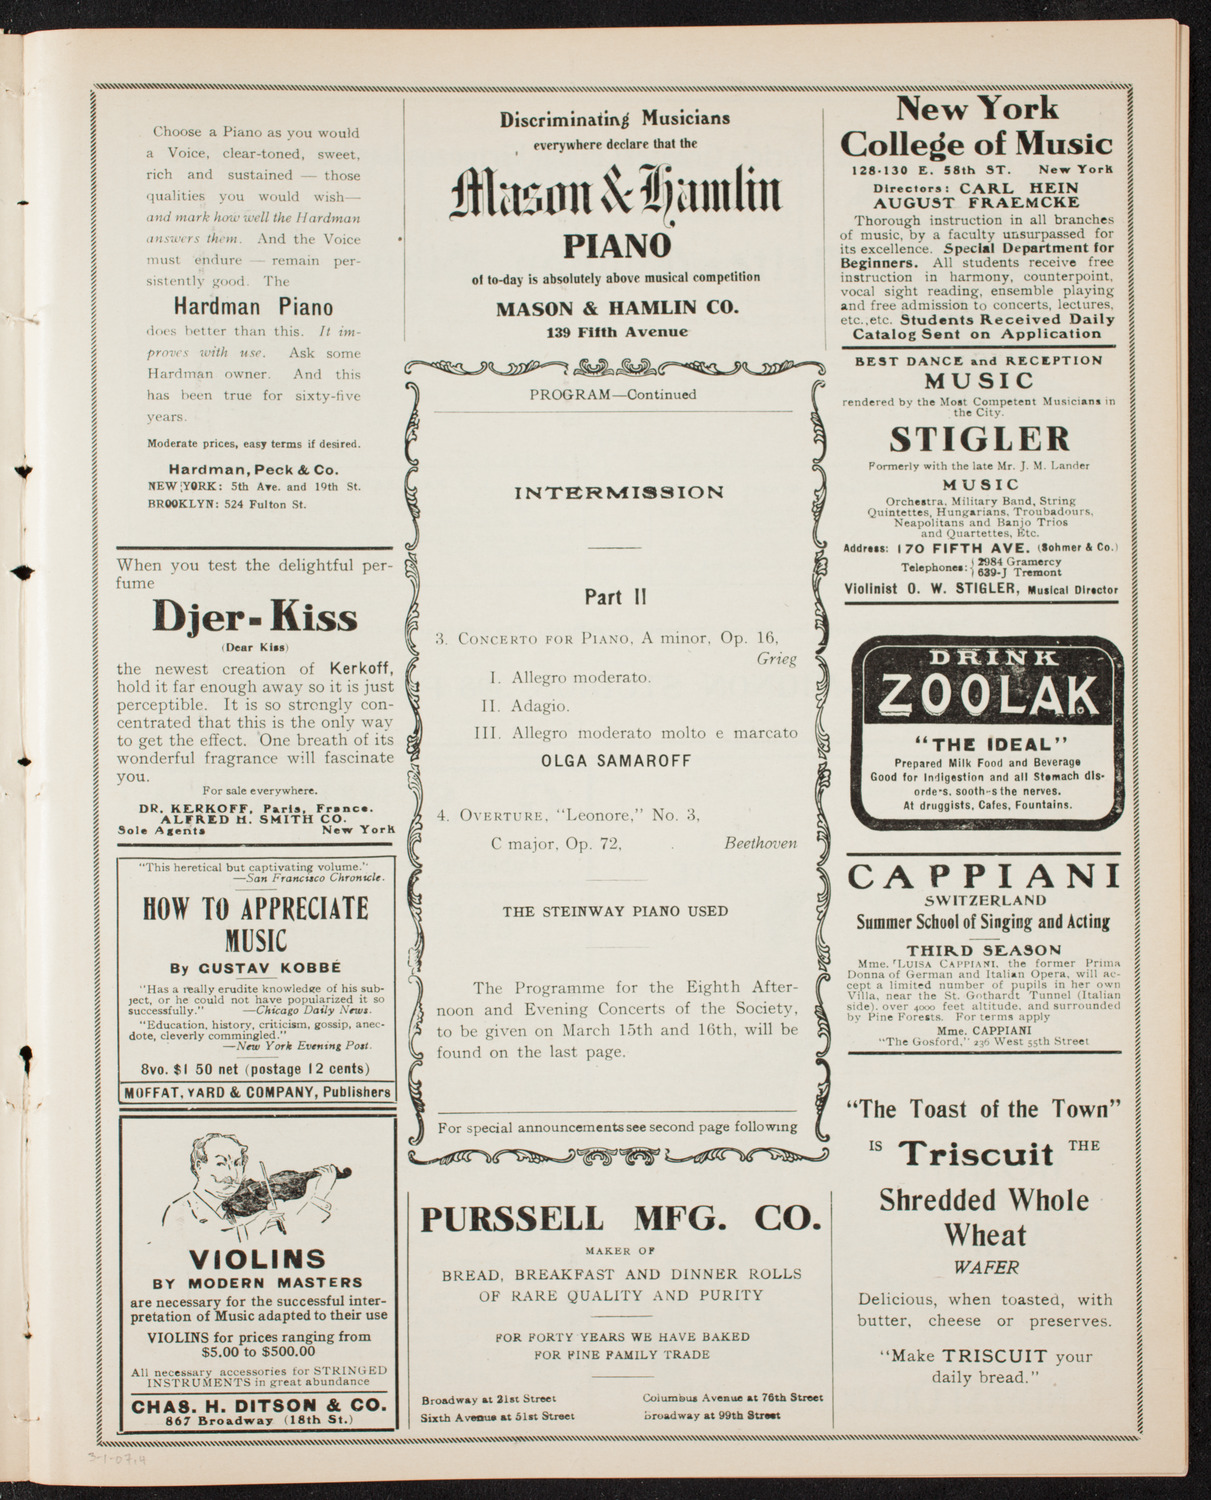 Choose a Piano as you would
a Voice, clear-toned, sweet,
rich and sustained — those
qualities you would wish—
and mark how well the Hardman
answers them. And the Voice
must endure — remain per-
sistently good. The
Hardman Piano
does better than this. It im-
proves with use. Ask some
Hardman owner. And this
has been true for sixty-five
years.
Moderate prices, easy terms if desired.
Hardman, Peck & Co.
NEW YORK: 5th Ave. and 19th St.
BROOKLYN: 524 Fulton St.
When you test the delightful per-
fume
Djer-Kiss
(Dear Kiss)
the newest creation of Kerkoff,
hold it far enough away so it is just
perceptible. It is so strongly con-
centrated that this is the only way
to get the effect. One breath of its
wonderful fragrance will fascinate
you.
For sale everywhere.
DR. KERKOFF, Paris, France.
ALFRED H. SMITH CO.
Sole Agents New York
"This heretical but captivating volume."
—San Francisco Chronicle.
HOW TO APPRECIATE
MUSIC
By GUSTAV KOBBÉ
"Has a really erudite knowledge of his sub-
ject, or he could not have popularized it so
successfully." —Chicago Daily News.
"Education, history, criticism, gossip, anec-
dote, cleverly commingled."
—New York Evening Post.
8vo. $1 50 net (postage 12 cents)
MOFFAT, YARD & COMPANY, Publishers
VIOLINS
BY MODERN MASTERS
are necessary for the successful inter-
pretation of Music adapted to their use
VIOLINS for prices ranging from
$5.00 to $500.00
All necessary accessories for STRINGED
INSTRUMENTS in great abundance
CHAS. H. DITSON & CO.
867 Broadway (18th St.)
Discriminating Musicians
everywhere declare that the
Mason & Hamlin
PIANO
of to-day is absolutely above musical competition
MASON & HAMLIN CO.
139 Fifth Avenue
PROGRAM—Continued
INTERMISSION
Part II
3. CONCERTO FOR PIANO, A minor, Op. 16,
Grieg
I. Allegro moderato.
II. Adagio.
III. Allegro moderato molto e marcato
OLGA SAMAROFF
4. OVERTURE, "Leonore," No. 3,
C major, Op. 72, . Beethoven
THE STEINWAY PIANO USED
The Programme for the Eighth After-
noon and Evening Concerts of the Society,
to be given on March 15th and 16th, will be
found on the last page.
For special announcements see second page following
PURSSELL MFG. CO.
MAKER OF
BREAD, BREAKFAST AND DINNER ROLLS
OF RARE QUALITY AND PURITY
FOR FORTY YEARS WE HAVE BAKED
FOR FINE FAMILY TRADE
Broadway at 21st Street Columbus Avenue at 76th Street
Sixth Avenue at 51st Street Broadway at 99th Street
New York
College of Music
128-130 E. 58th ST. New York
Directors: CARL HEIN
AUGUST FRAEMCKE
Thorough instruction in all branches
of music, by a faculty unsurpassed for
its excellence. Special Department for
Beginners. All students receive free
instruction in harmony, counterpoint,
vocal sight reading, ensemble playing
and free admission to concerts, lectures,
etc., etc. Students Received Daily
Catalog Sent on Application
BEST DANCE and RECEPTION
MUSIC
rendered by the Most Competent Musicians in
the City.
STIGLER
Formerly with the late Mr. J. M. Lander
MUSIC
Orchestra, Military Band, String
Quintettes, Hungarians, Troubadours,
Neapolitans and Banjo Trios
and Quartettes, Etc.
Address: 170 FIFTH AVE. (Sohmer & Co.)
Telephones: { 2984 Gramercy
639-J Tremont
Violinist O. W. STIGLER, Musical Director
DRINK
ZOOLAK
"THE IDEAL"
Prepared Milk Food and Beverage
Good for Indigestion and all Stomach dis-
orders. sooth-s the nerves.
At druggists, Cafes, Fountains.
CAPPIANI
SWITZERLAND
Summer School of Singing and Acting
THIRD SEASON
Mme. LUISA CAPPIANI, the former Prima
Donna of German and Italian Opera, will ac-
cept a limited number of pupils in her own
Villa, near the St. Gothardt Tunnel (Italian
side), over 4000 feet altitude, and surrounded
by Pine Forests. For terms apply
Mme. CAPPIANI
"The Gosford," 236 West 55th Street
"The Toast of the Town"
IS Triscuit THE
Shredded Whole
Wheat
WAFER
Delicious, when toasted, with
butter, cheese or preserves.
"Make TRISCUIT your
daily bread."
3-1-07.4